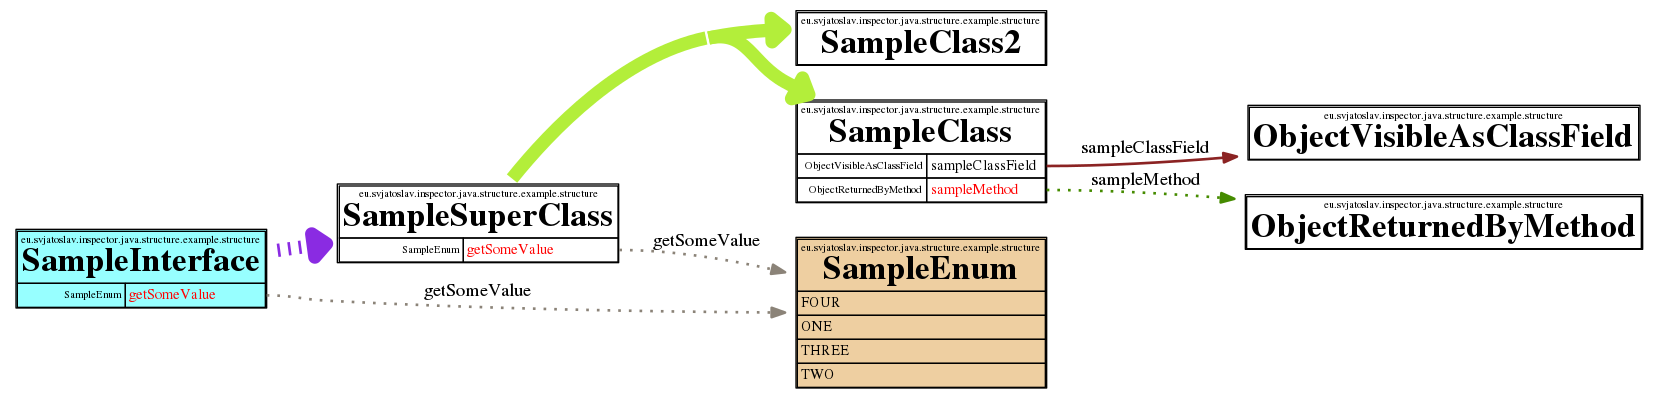 eu.svjatoslav.inspector.java.structure.example.structure
SampleInterface
SampleEnum getSomeValue
eu.svjatoslav.inspector.java.structure.example.structure
SampleSuperClass
SampleEnum getSomeValue
getSomeValue
getSomeValue
eu.svjatoslav.inspector.java.structure.example.structure
SampleClass2
eu.svjatoslav.inspector.java.structure.example.structure
SampleClass
ObjectVisibleAsClassField sampleClassField
ObjectReturnedByMethod sampleMethod
eu.svjatoslav.inspector.java.structure.example.structure
SampleEnum
FOUR
ONE
THREE
TWO
sampleClassField
sampleMethod
eu.svjatoslav.inspector.java.structure.example.structure
ObjectVisibleAsClassField
eu.svjatoslav.inspector.java.structure.example.structure
ObjectReturnedByMethod